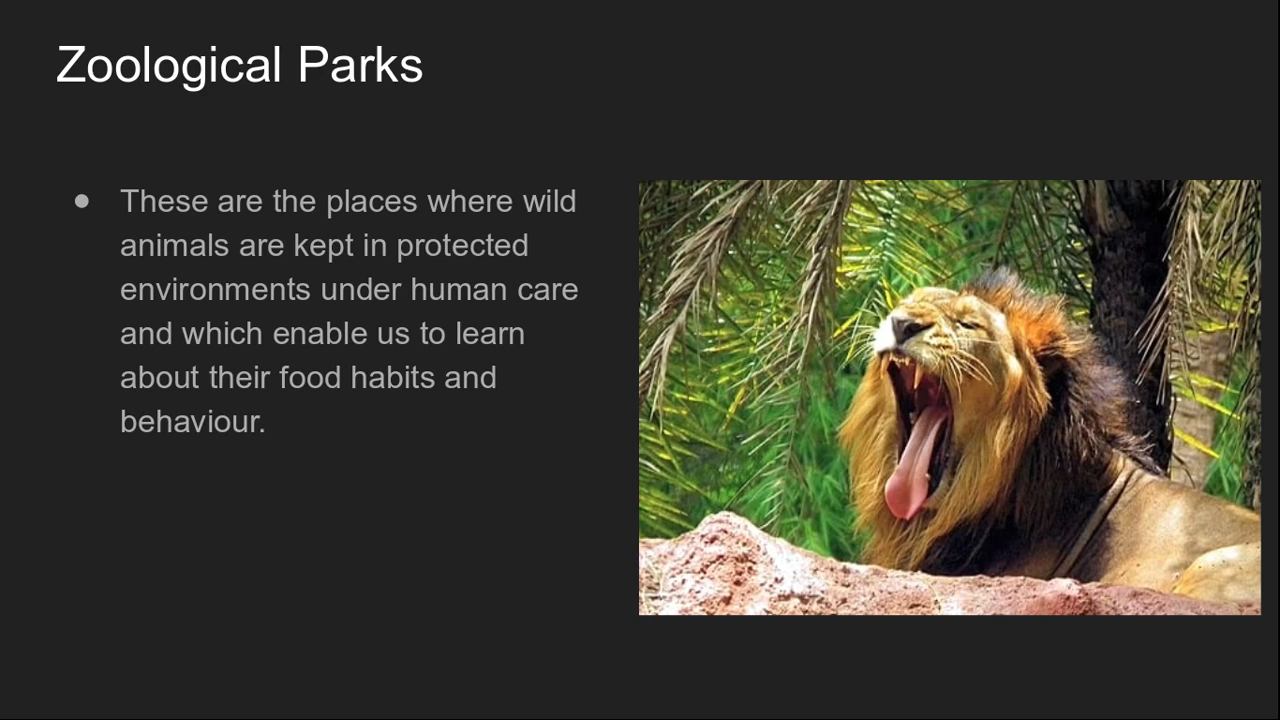 Zoological Parks
● These are the places where wild
animals are kept in protected
environments under human care
and which enable us to learn
about their food habits and
behaviour.